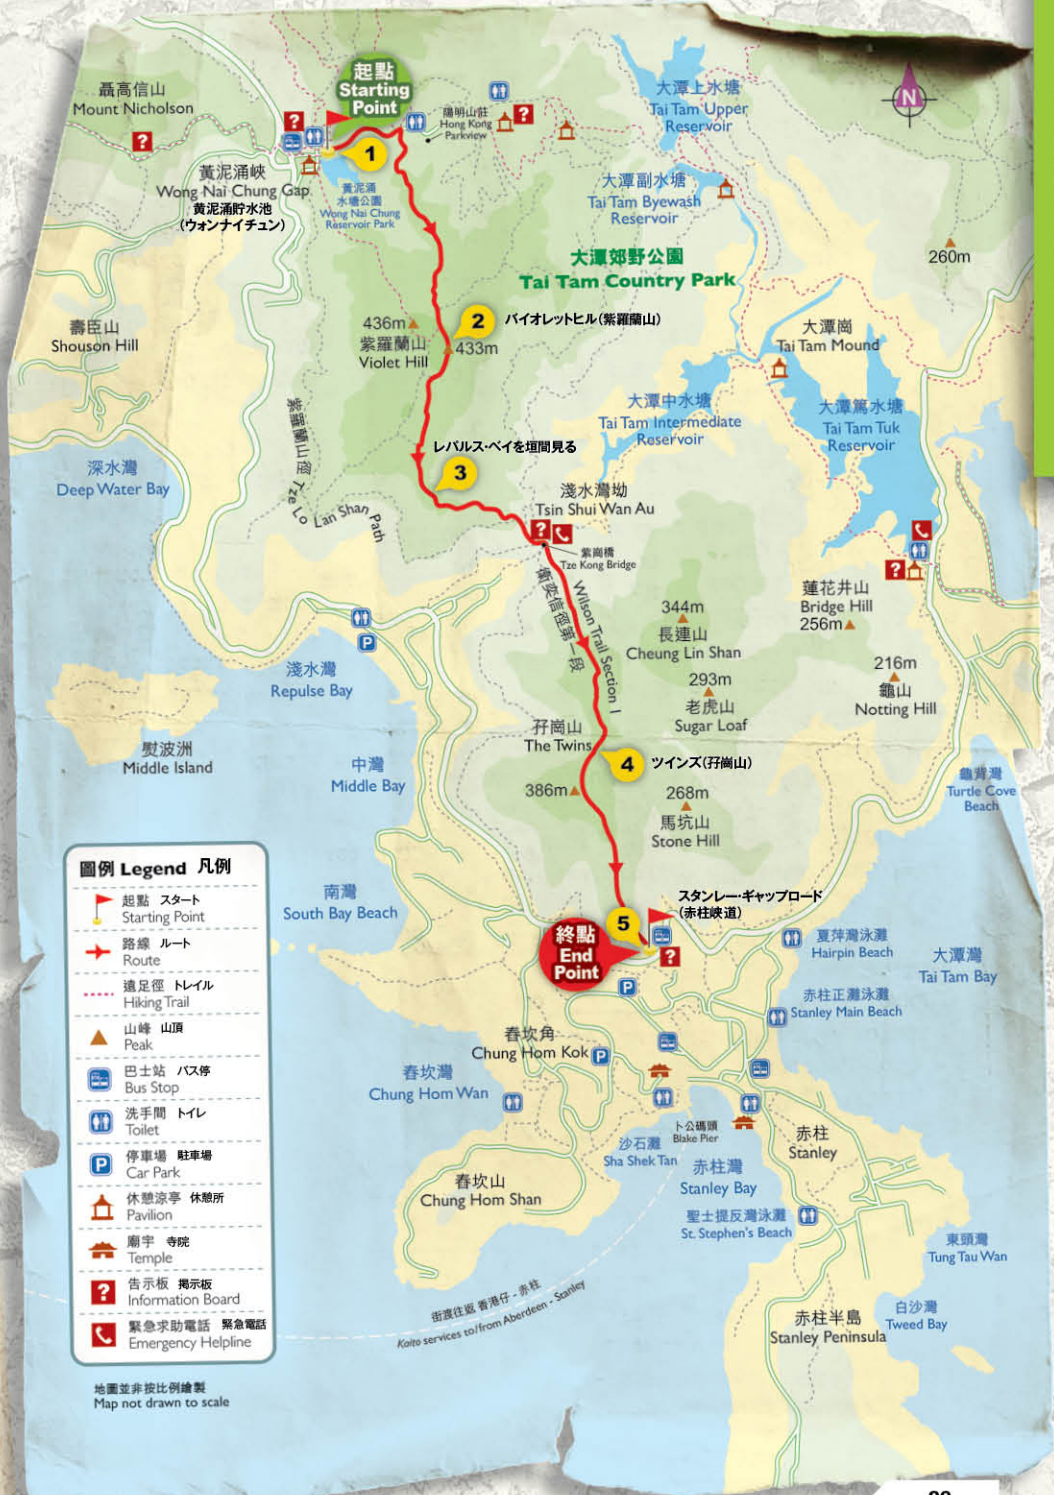 聶高信山
Mount Nicholson
起點
Starting
Point
1
陽明山莊
Hong Kong
Parkview
大潭上水塘
Tai Tam Upper
Reservoir
N
黃泥涌峽
Wong Nai Chung Gap
黄泥涌貯水池
(ウォンナイチュン)
黃泥涌
水塘公園
Wong Nai Chung
Reservoir Park
大潭副水塘
Tai Tam Byewash
Reservoir
大潭郊野公園
Tai Tam Country Park
260m
壽臣山
Shouson Hill
436m
紫羅蘭山
Violet Hill
2
バイオレットヒル(紫羅蘭山)
433m
大潭崗
Tai Tam Mound
大潭中水塘
Tai Tam Intermediate
Reservoir
大潭篤水塘
Tai Tam Tuk
Reservoir
紫羅蘭山徑 Tze Lo Lan Shan Path
レパルス・ベイを垣間見る
3
深水灣
Deep Water Bay
淺水灣坳
Tsin Shui Wan Au
紫崗橋
Tze Kong Bridge
衞奕信徑第一段
Wilson Trail Section 1
344m
長連山
Cheung Lin Shan
蓮花井山
Bridge Hill
256m
293m
老虎山
Sugar Loaf
216m
龜山
Notting Hill
淺水灣
Repulse Bay
熨波洲
Middle Island
中灣
Middle Bay
孖崗山
The Twins
386m
4
ツインズ(孖崗山)
268m
馬坑山
Stone Hill
龜背灣
Turtle Cove
Beach
南灣
South Bay Beach
スタンレー・ギャップロード
(赤柱峡道)
5
終點
End
Point
夏萍灣泳灘
Hairpin Beach
大潭灣
Tai Tam Bay
赤柱正灘泳灘
Stanley Main Beach
舂坎角
Chung Hom Kok
舂坎灣
Chung Hom Wan
卜公碼頭
Blake Pier
沙石灘
Sha Shek Tan
赤柱
Stanley
赤柱灣
Stanley Bay
舂坎山
Chung Hom Shan
聖士提反灣泳灘
St. Stephen's Beach
東頭灣
Tung Tau Wan
白沙灣
Tweed Bay
赤柱半島
Stanley Peninsula
街渡往返 香港仔 - 赤柱
Kaito services to/from Aberdeen - Stanley
圖例 Legend 凡例
起點 スタート
Starting Point
路線 ルート
Route
遠足徑 トレイル
Hiking Trail
山峰 山頂
Peak
巴士站 バス停
Bus Stop
洗手間 トイレ
Toilet
停車場 駐車場
Car Park
休憩涼亭 休憩所
Pavilion
廟宇 寺院
Temple
告示板 掲示板
Information Board
緊急求助電話 緊急電話
Emergency Helpline
地圖並非按比例繪製
Map not drawn to scale